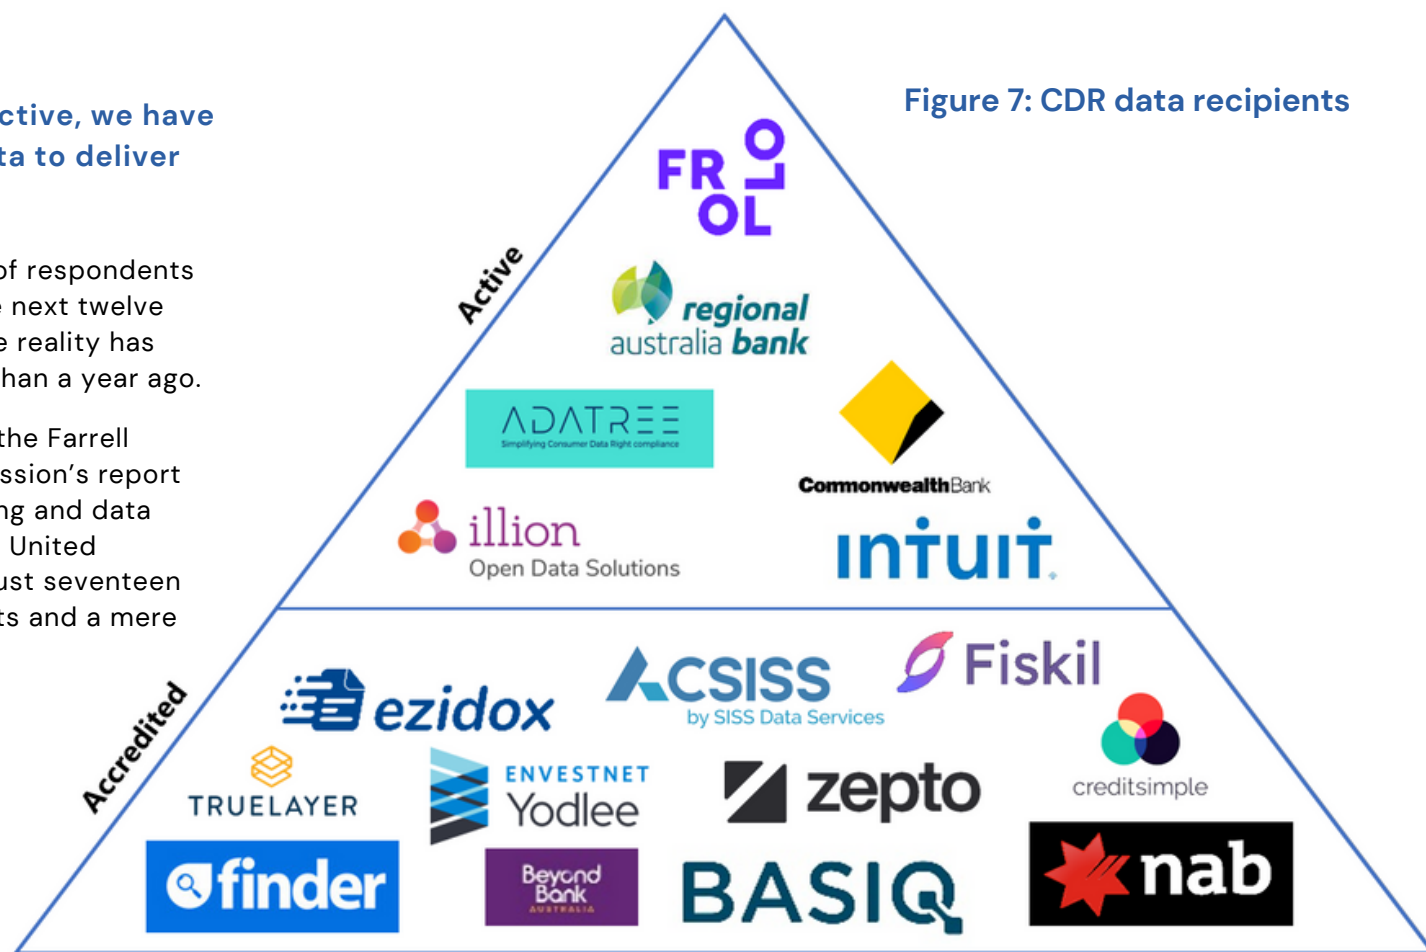 ctive, we have
ta to deliver
of respondents
e next twelve
e reality has
than a year ago.
the Farrell
ssion's report
ng and data
United
ust seventeen
ts and a mere
Figure 7: CDR data recipients
Active
FR
LO
OL
regional
australia bank
ADATREE
Simplifying Consumer Data Right compliance
CommonwealthBank
illion
Open Data Solutions
intuit
Accredited
ezidox
ACSISS
by SISS Data Services
Fiskil
TRUELAYER
ENVESTNET
Yodlee
zepto
creditsimple
finder
Beyond
Bank
AUSTRALIA
BASIQ
nab